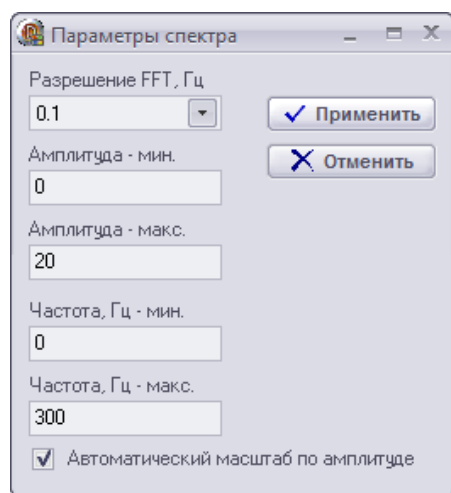 Параметры спектра
Разрешение FFT, Гц
0.1
Применить
Амплитуда - мин.
Отменить
0
Амплитуда - макс.
20
Частота, Гц - мин.
0
Частота, Гц - макс.
300
Автоматический масштаб по амплитуде